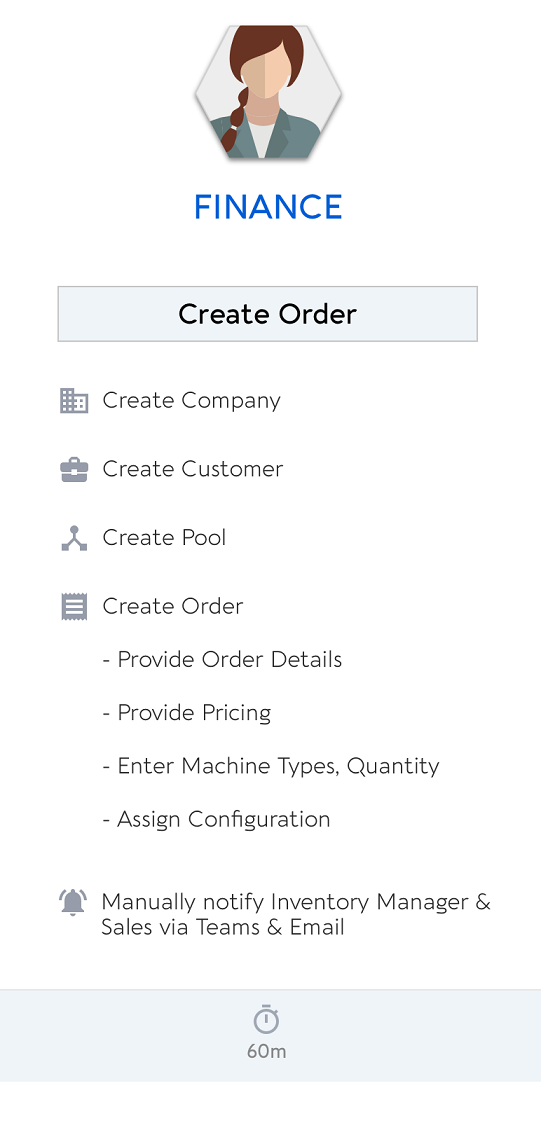 FINANCE
Create Order
Create Company
Create Customer
Create Pool
Create Order
- Provide Order Details
- Provide Pricing
- Enter Machine Types, Quantity
- Assign Configuration
Manually notify Inventory Manager &
Sales via Teams & Email
60m